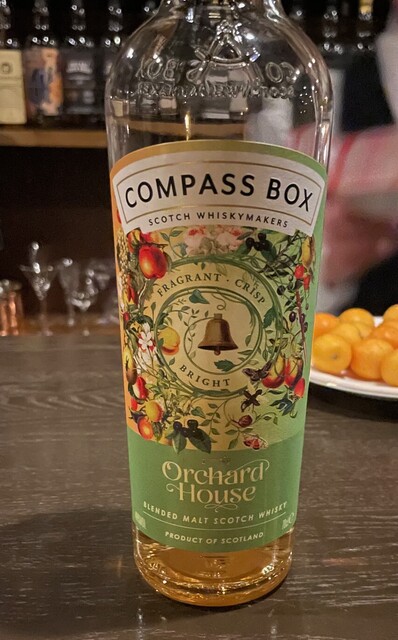 COMPASS BOX
SCOTCH WHISKYMAKERS
FRAGRANT · CRISP
BRIGHT
Orchard
House
BLENDED MALT SCOTCH WHISKY
PRODUCT OF SCOTLAND